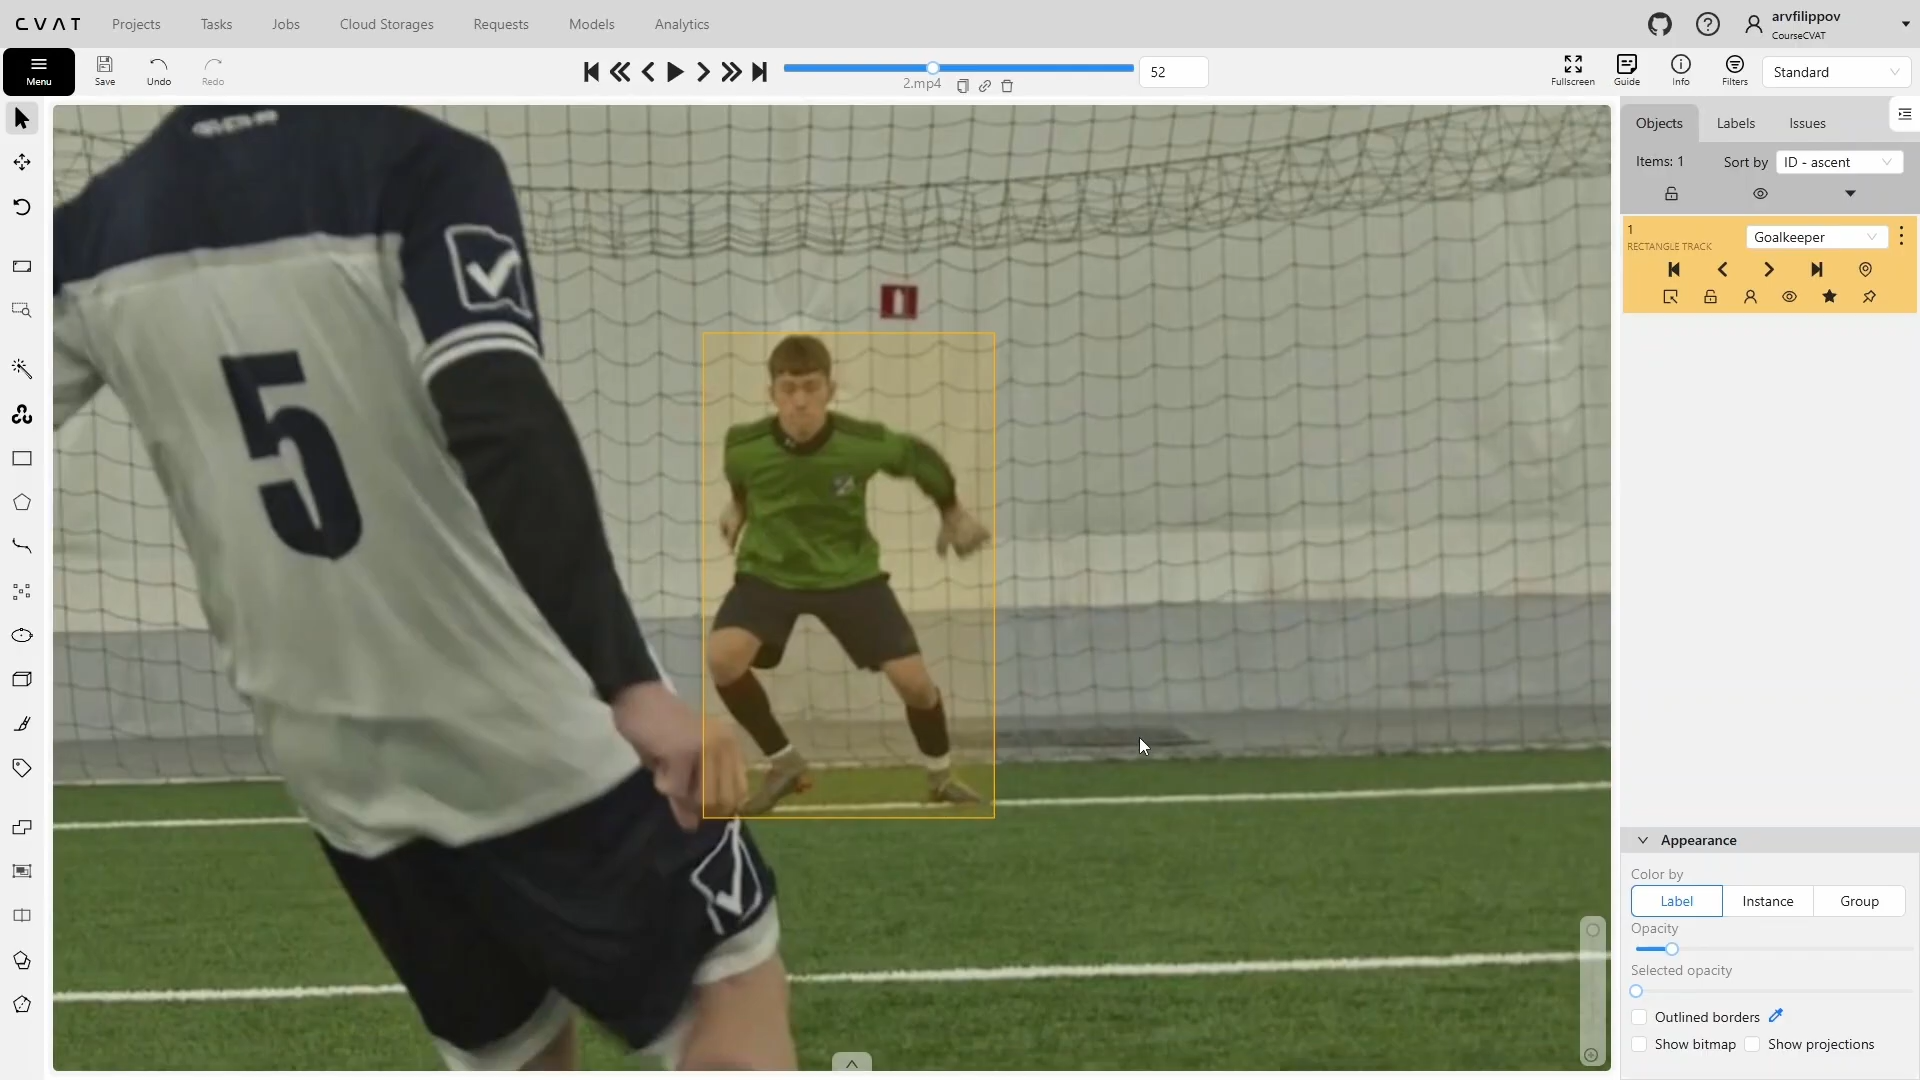 CVAT Projects Tasks Jobs Cloud Storages Requests Models Analytics arvfilippov
CourseCVAT
Menu Save Undo Redo 2.mp4 52 Fullscreen Guide Info Filters Standard
Objects Labels Issues
Items: 1 Sort by ID - ascent
1
RECTANGLE TRACK Goalkeeper
5
Appearance
Color by
Label Instance Group
Opacity
Selected opacity
Outlined borders
Show bitmap Show projections